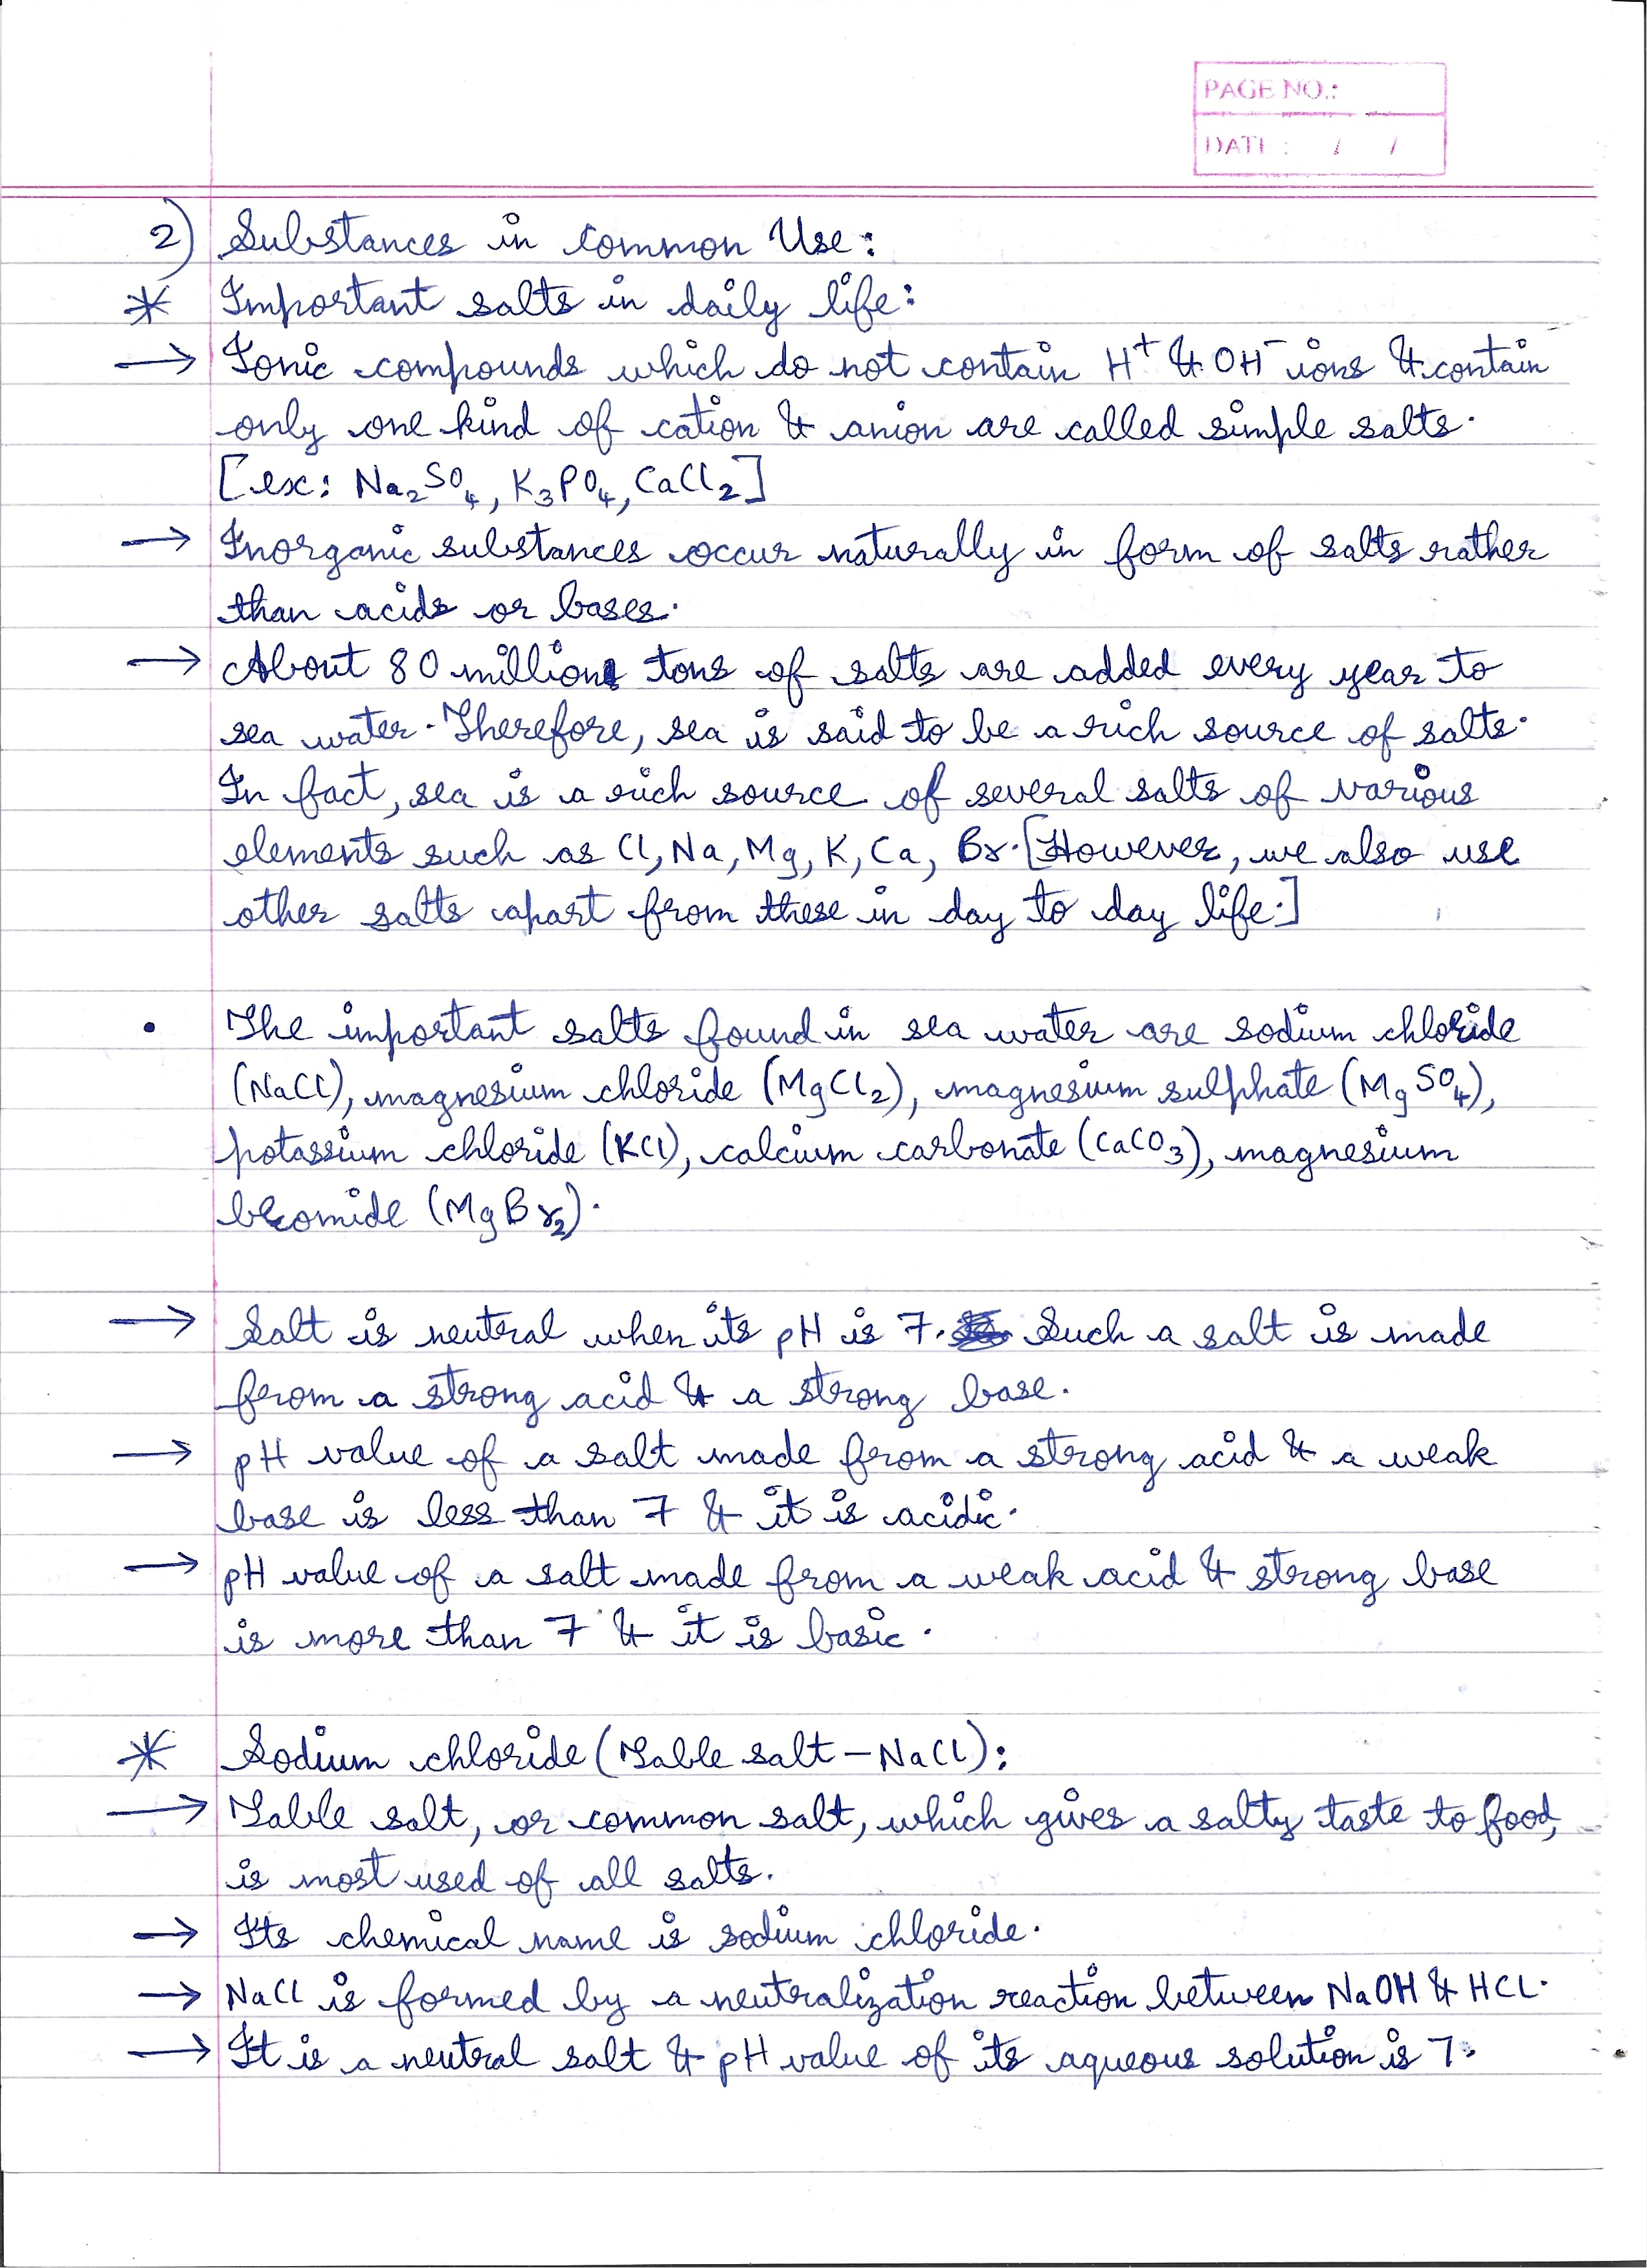 PAGE NO.:
DATE : / /
2) Substances in Common Use:
* Important salts in daily life:
→ Ionic compounds which do not contain H⁺ & OH⁻ ions & contain
only one kind of cation & anion are called simple salts.
[ex: Na₂SO₄, K₃PO₄, CaCl₂]
→ Inorganic substances occur naturally in form of salts rather
than acids or bases.
→ About 80 million tons of salts are added every year to
sea water. Therefore, sea is said to be a rich source of salts.
In fact, sea is a rich source of several salts of various
elements such as Cl, Na, Mg, K, Ca, Br. [However, we also use
other salts apart from these in day to day life.]
• The important salts found in sea water are sodium chloride
(NaCl), magnesium chloride (MgCl₂), magnesium sulphate (MgSO₄),
potassium chloride (KCl), calcium carbonate (CaCO₃), magnesium
bromide (MgBr₂).
→ Salt is neutral when its pH is 7. Such a salt is made
from a strong acid & a strong base.
→ pH value of a salt made from a strong acid & a weak
base is less than 7 & it is acidic.
→ pH value of a salt made from a weak acid & strong base
is more than 7 & it is basic.
* Sodium chloride (Table salt – NaCl):
→ Table salt, or common salt, which gives a salty taste to food,
is most used of all salts.
→ Its chemical name is sodium chloride.
→ NaCl is formed by a neutralization reaction between NaOH & HCl.
→ It is a neutral salt & pH value of its aqueous solution is 7.